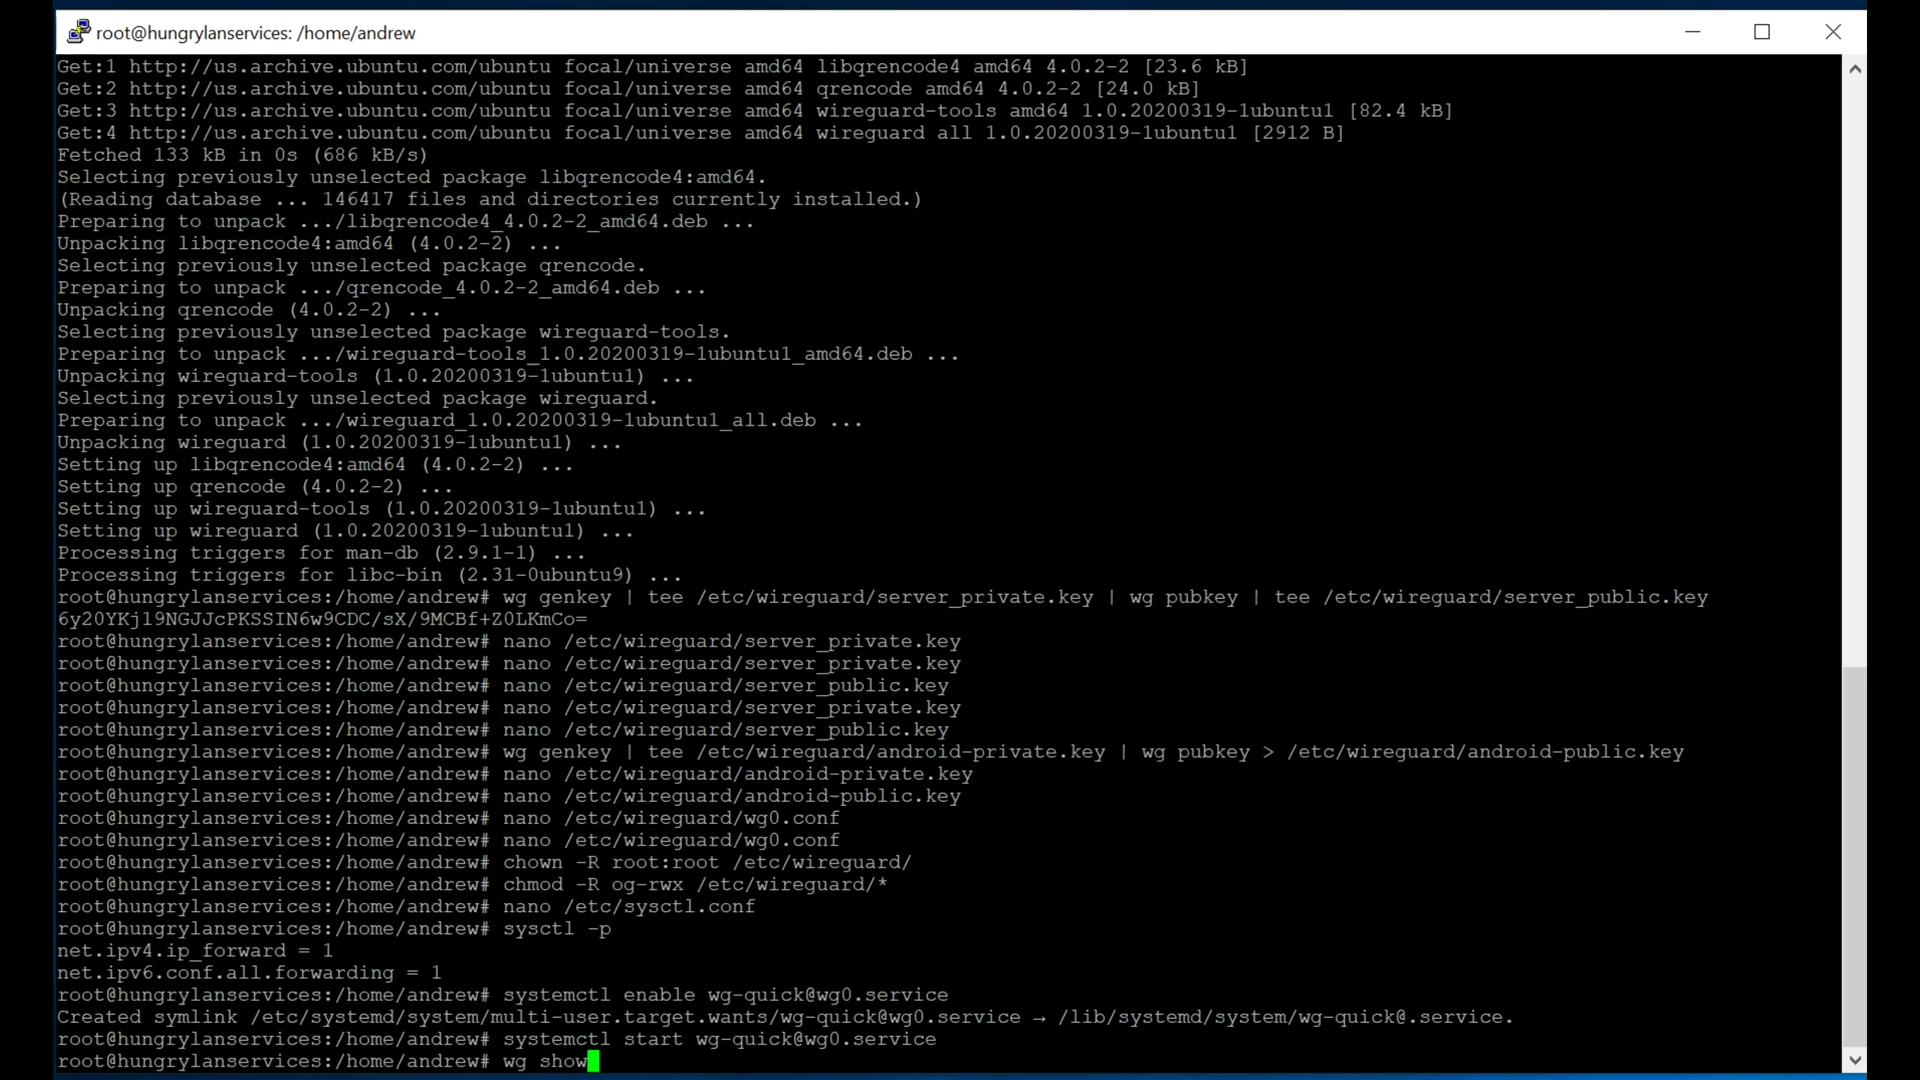 root@hungrylanservices: /home/andrew
Get:1 http://us.archive.ubuntu.com/ubuntu focal/universe amd64 libqrencode4 amd64 4.0.2-2 [23.6 kB]
Get:2 http://us.archive.ubuntu.com/ubuntu focal/universe amd64 qrencode amd64 4.0.2-2 [24.0 kB]
Get:3 http://us.archive.ubuntu.com/ubuntu focal/universe amd64 wireguard-tools amd64 1.0.20200319-1ubuntu1 [82.4 kB]
Get:4 http://us.archive.ubuntu.com/ubuntu focal/universe amd64 wireguard all 1.0.20200319-1ubuntu1 [2912 B]
Fetched 133 kB in 0s (686 kB/s)
Selecting previously unselected package libqrencode4:amd64.
(Reading database ... 146417 files and directories currently installed.)
Preparing to unpack .../libqrencode4_4.0.2-2_amd64.deb ...
Unpacking libqrencode4:amd64 (4.0.2-2) ...
Selecting previously unselected package qrencode.
Preparing to unpack .../qrencode_4.0.2-2_amd64.deb ...
Unpacking qrencode (4.0.2-2) ...
Selecting previously unselected package wireguard-tools.
Preparing to unpack .../wireguard-tools_1.0.20200319-1ubuntu1_amd64.deb ...
Unpacking wireguard-tools (1.0.20200319-1ubuntu1) ...
Selecting previously unselected package wireguard.
Preparing to unpack .../wireguard_1.0.20200319-1ubuntu1_all.deb ...
Unpacking wireguard (1.0.20200319-1ubuntu1) ...
Setting up libqrencode4:amd64 (4.0.2-2) ...
Setting up qrencode (4.0.2-2) ...
Setting up wireguard-tools (1.0.20200319-1ubuntu1) ...
Setting up wireguard (1.0.20200319-1ubuntu1) ...
Processing triggers for man-db (2.9.1-1) ...
Processing triggers for libc-bin (2.31-0ubuntu9) ...
root@hungrylanservices:/home/andrew# wg genkey | tee /etc/wireguard/server_private.key | wg pubkey | tee /etc/wireguard/server_public.key
6y20YKj19NGJJcPKSSIN6w9CDC/sX/9MCBf+Z0LKmCo=
root@hungrylanservices:/home/andrew# nano /etc/wireguard/server_private.key
root@hungrylanservices:/home/andrew# nano /etc/wireguard/server_private.key
root@hungrylanservices:/home/andrew# nano /etc/wireguard/server_public.key
root@hungrylanservices:/home/andrew# nano /etc/wireguard/server_private.key
root@hungrylanservices:/home/andrew# nano /etc/wireguard/server_public.key
root@hungrylanservices:/home/andrew# wg genkey | tee /etc/wireguard/android-private.key | wg pubkey > /etc/wireguard/android-public.key
root@hungrylanservices:/home/andrew# nano /etc/wireguard/android-private.key
root@hungrylanservices:/home/andrew# nano /etc/wireguard/android-public.key
root@hungrylanservices:/home/andrew# nano /etc/wireguard/wg0.conf
root@hungrylanservices:/home/andrew# nano /etc/wireguard/wg0.conf
root@hungrylanservices:/home/andrew# chown -R root:root /etc/wireguard/
root@hungrylanservices:/home/andrew# chmod -R og-rwx /etc/wireguard/*
root@hungrylanservices:/home/andrew# nano /etc/sysctl.conf
root@hungrylanservices:/home/andrew# sysctl -p
net.ipv4.ip_forward = 1
net.ipv6.conf.all.forwarding = 1
root@hungrylanservices:/home/andrew# systemctl enable wg-quick@wg0.service
Created symlink /etc/systemd/system/multi-user.target.wants/wg-quick@wg0.service → /lib/systemd/system/wg-quick@.service.
root@hungrylanservices:/home/andrew# systemctl start wg-quick@wg0.service
root@hungrylanservices:/home/andrew# wg show